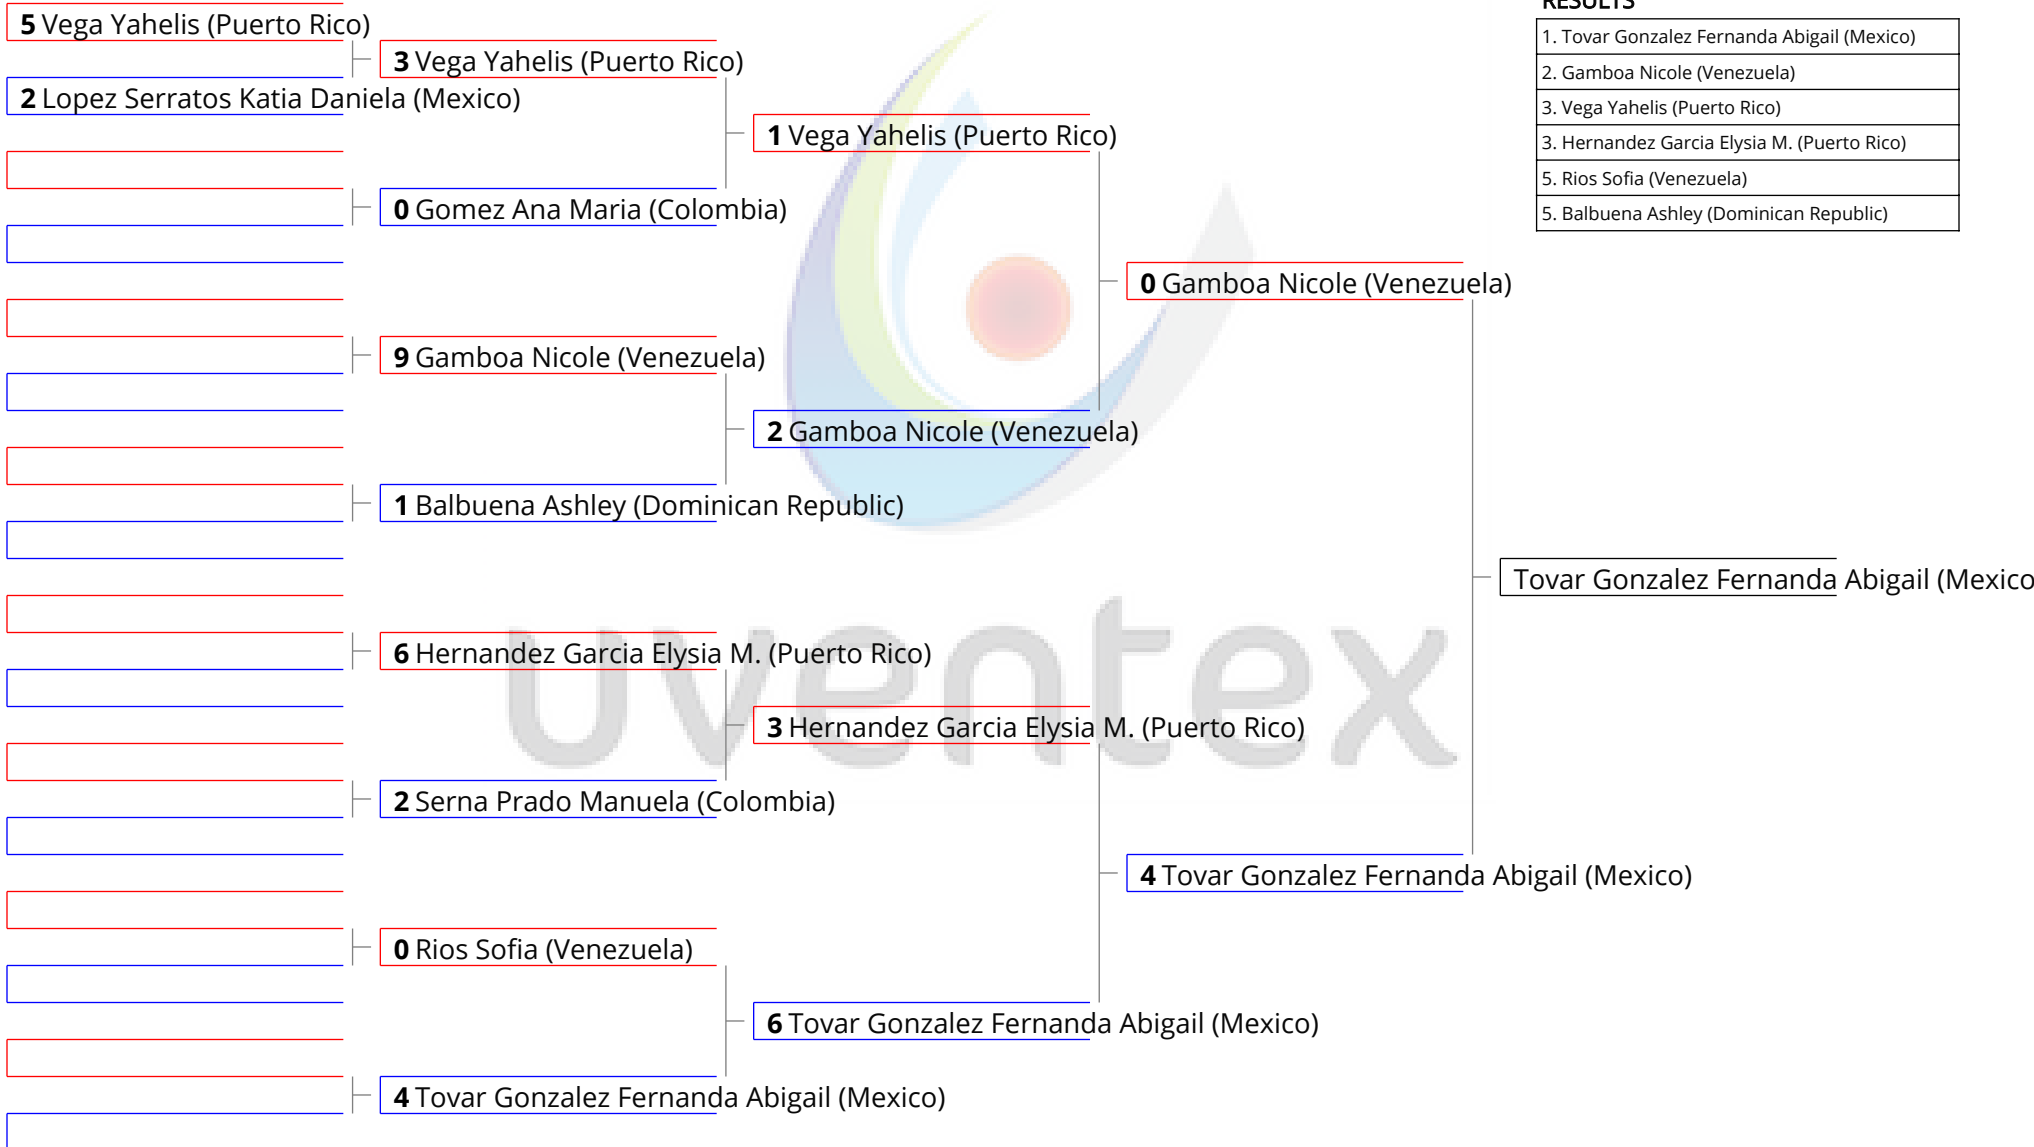 RESULTS
1. Tovar Gonzalez Fernanda Abigail (Mexico)
2. Gamboa Nicole (Venezuela)
3. Vega Yahelis (Puerto Rico)
3. Hernandez Garcia Elysia M. (Puerto Rico)
5. Rios Sofia (Venezuela)
5. Balbuena Ashley (Dominican Republic)
5 Vega Yahelis (Puerto Rico)
2 Lopez Serratos Katia Daniela (Mexico)
3 Vega Yahelis (Puerto Rico)
0 Gomez Ana Maria (Colombia)
9 Gamboa Nicole (Venezuela)
1 Balbuena Ashley (Dominican Republic)
6 Hernandez Garcia Elysia M. (Puerto Rico)
2 Serna Prado Manuela (Colombia)
0 Rios Sofia (Venezuela)
4 Tovar Gonzalez Fernanda Abigail (Mexico)
1 Vega Yahelis (Puerto Rico)
2 Gamboa Nicole (Venezuela)
3 Hernandez Garcia Elysia M. (Puerto Rico)
6 Tovar Gonzalez Fernanda Abigail (Mexico)
0 Gamboa Nicole (Venezuela)
4 Tovar Gonzalez Fernanda Abigail (Mexico)
Tovar Gonzalez Fernanda Abigail (Mexico
uventex